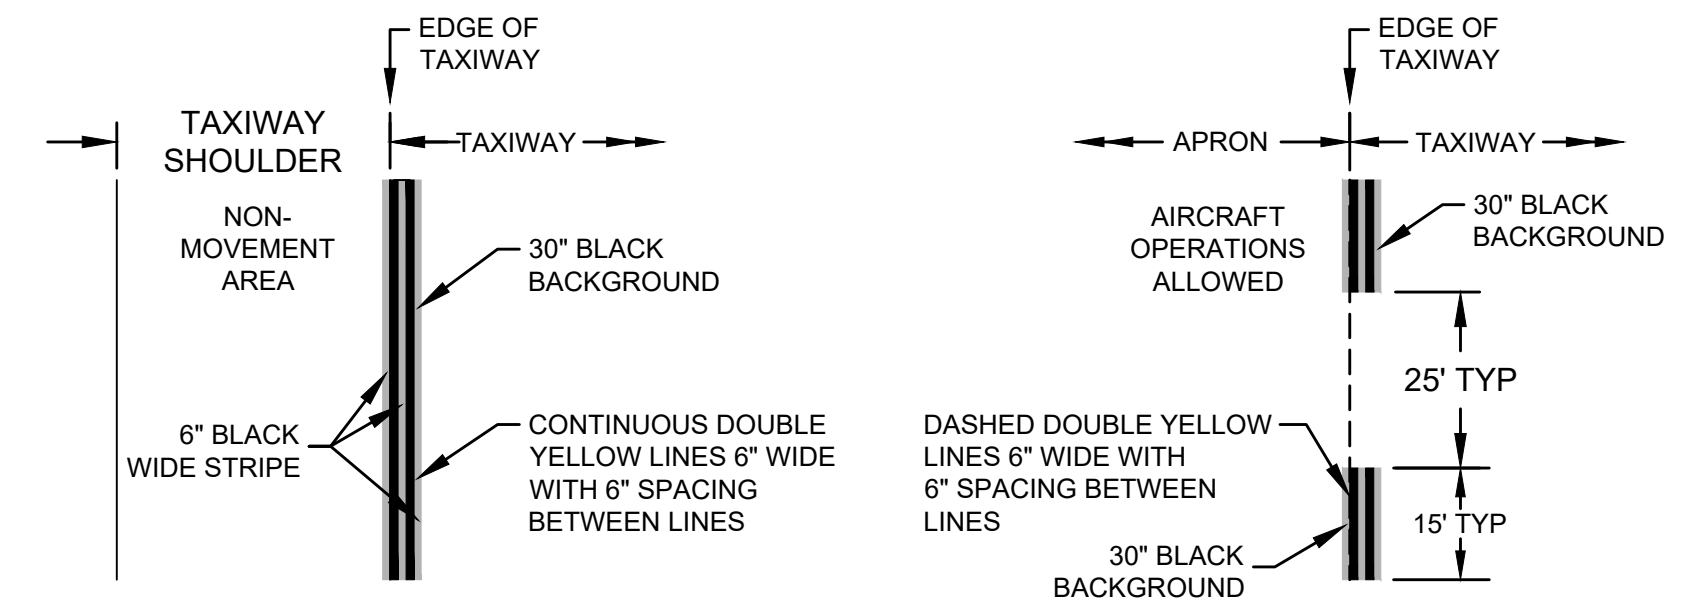 EDGE OF
TAXIWAY
TAXIWAY
SHOULDER
TAXIWAY
NON-
MOVEMENT
AREA
30" BLACK
BACKGROUND
6" BLACK
WIDE STRIPE
CONTINUOUS DOUBLE
YELLOW LINES 6" WIDE
WITH 6" SPACING
BETWEEN LINES
EDGE OF
TAXIWAY
APRON
TAXIWAY
AIRCRAFT
OPERATIONS
ALLOWED
30" BLACK
BACKGROUND
25' TYP
DASHED DOUBLE YELLOW
LINES 6" WIDE WITH
6" SPACING BETWEEN
LINES
15' TYP
30" BLACK
BACKGROUND